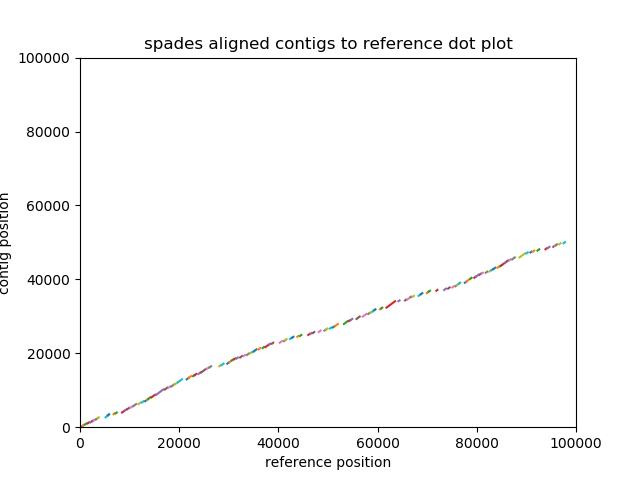 spades aligned contigs to reference dot plot
100000
80000
60000
40000
20000
0
contig position
0 20000 40000 60000 80000 100000
reference position